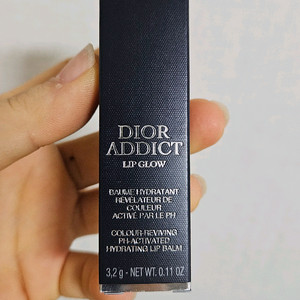 DIOR
ADDICT
LIP GLOW
BAUME HYDRATANT
RÉVÉLATEUR DE
COULEUR
ACTIVÉ PAR LE PH
COLOUR-REVIVING
PH-ACTIVATED
HYDRATING LIP BALM
3,2 g - NET WT. 0.11 OZ